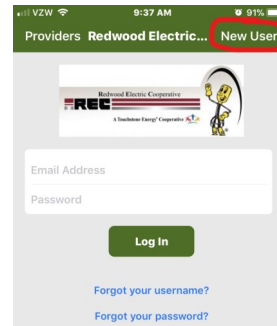 VZW 9:37 AM 91%
Providers Redwood Electric... New User
Redwood Electric Cooperative
REC
A Touchstone Energy® Cooperative
Email Address
Password
Log In
Forgot your username?
Forgot your password?